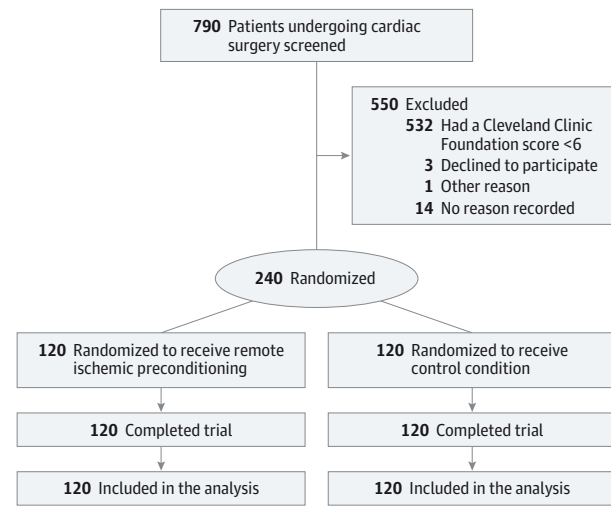 790 Patients undergoing cardiac
surgery screened
550 Excluded
532 Had a Cleveland Clinic
Foundation score <6
3 Declined to participate
1 Other reason
14 No reason recorded
240 Randomized
120 Randomized to receive remote
ischemic preconditioning
120 Randomized to receive
control condition
120 Completed trial
120 Completed trial
120 Included in the analysis
120 Included in the analysis